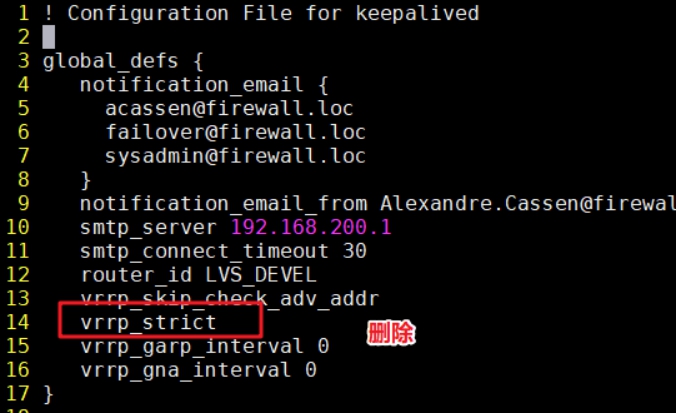 1 ! Configuration File for keepalived
2
3 global_defs {
4    notification_email {
5      acassen@firewall.loc
6      failover@firewall.loc
7      sysadmin@firewall.loc
8    }
9    notification_email_from Alexandre.Cassen@firewal
10    smtp_server 192.168.200.1
11    smtp_connect_timeout 30
12    router_id LVS_DEVEL
13    vrrp_skip_check_adv_addr
14    vrrp_strict 删除
15    vrrp_garp_interval 0
16    vrrp_gna_interval 0
17 }